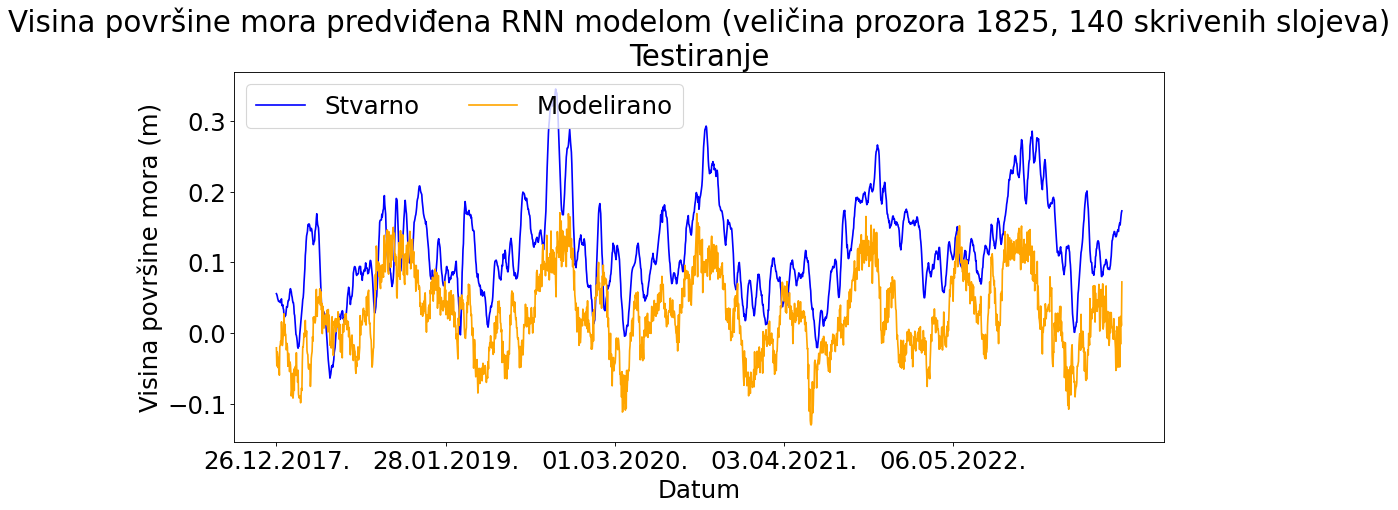 Visina površine mora predviđena RNN modelom (veličina prozora 1825, 140 skrivenih slojeva)
Testiranje
Stvarno Modelirano
Visina površine mora (m)
0.3
0.2
0.1
0.0
−0.1
26.12.2017. 28.01.2019. 01.03.2020. 03.04.2021. 06.05.2022.
Datum